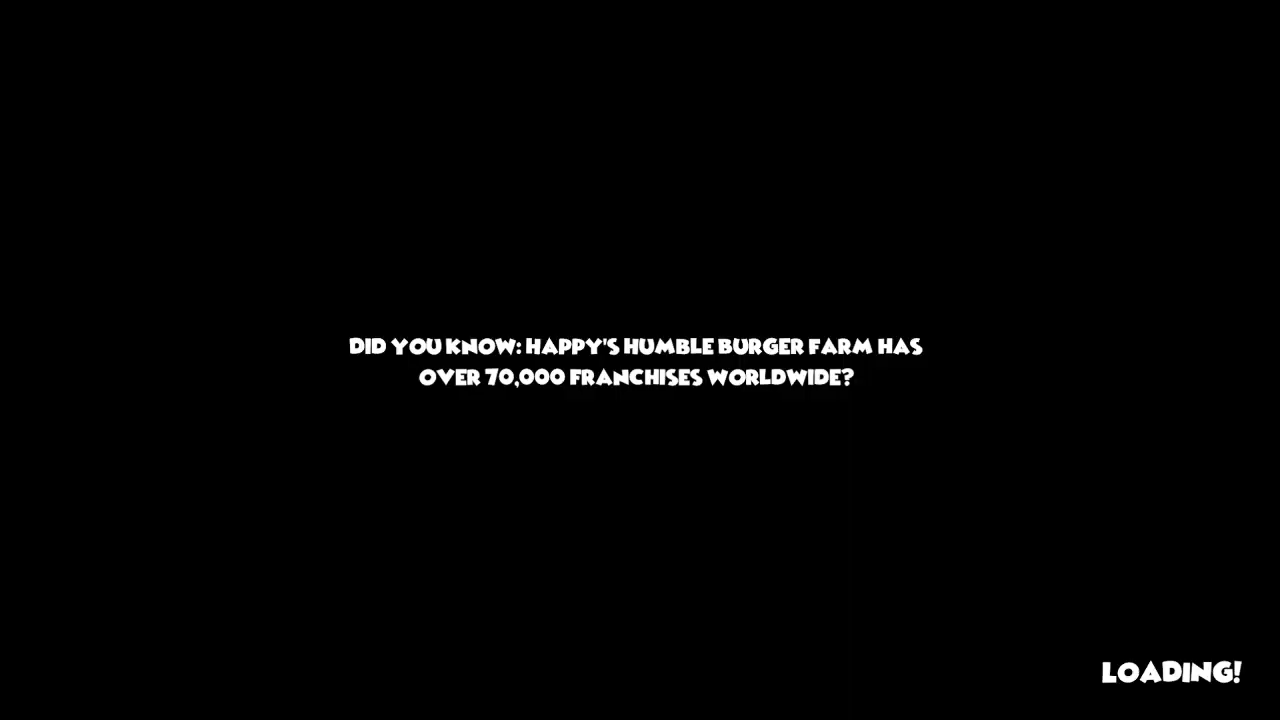 DID YOU KNOW: HAPPY'S HUMBLE BURGER FARM HAS
OVER 70,000 FRANCHISES WORLDWIDE?
LOADING!